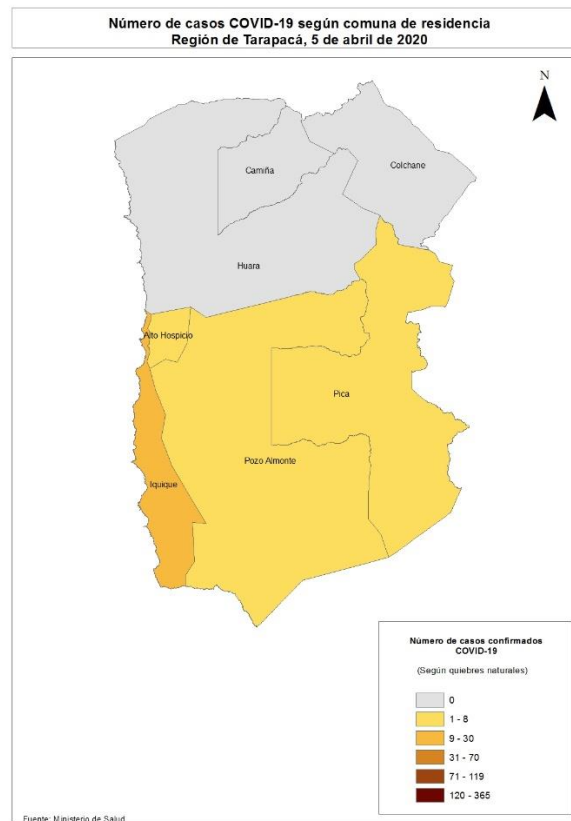 Número de casos COVID-19 según comuna de residencia
Región de Tarapacá, 5 de abril de 2020
N
Camiña
Colchane
Huara
Alto Hospicio
Pica
Pozo Almonte
Iquique
Número de casos confirmados
COVID-19
(Según quiebres naturales)
0
1 - 8
9 - 30
31 - 70
71 - 119
120 - 365
Fuente: Ministerio de Salud